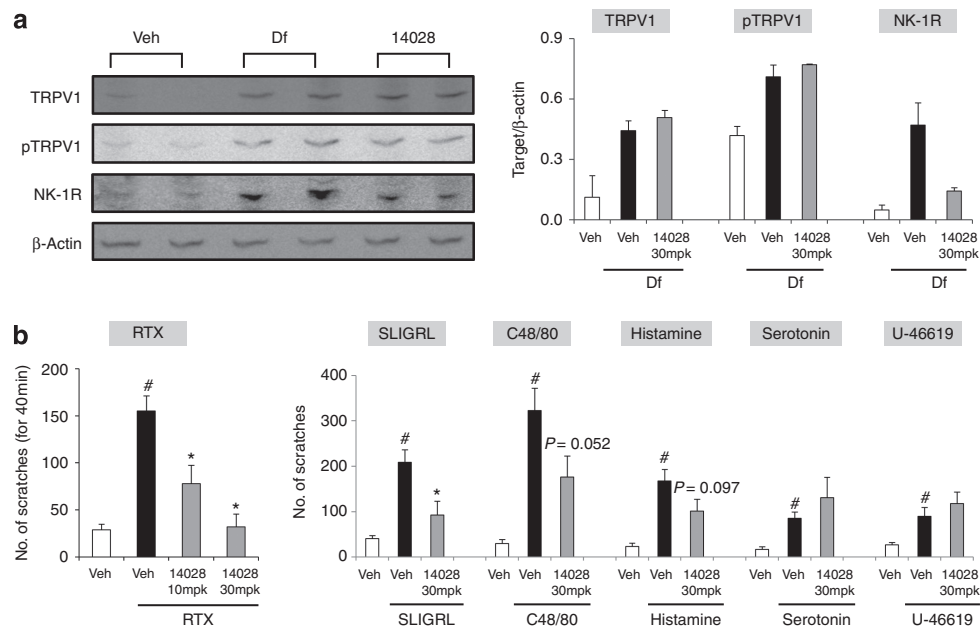 a
Veh Df 14028
TRPV1
pTRPV1
NK-1R
β-Actin
TRPV1 pTRPV1 NK-1R
Target/β-actin
0.9
0.6
0.3
0.0
Veh Veh 14028 Veh Veh 14028 Veh Veh 14028
30mpk 30mpk 30mpk
Df Df Df
b
RTX
No. of scratches (for 40min)
200
150
100
50
0
#
*
*
Veh Veh 14028 14028
10mpk 30mpk
RTX
SLIGRL C48/80 Histamine Serotonin U-46619
No. of scratches
400
300
200
100
0
#
*
#
P = 0.052
#
P = 0.097
#
#
Veh Veh 14028 Veh Veh 14028 Veh Veh 14028 Veh Veh 14028 Veh Veh 14028
30mpk 30mpk 30mpk 30mpk 30mpk
SLIGRL C48/80 Histamine Serotonin U-46619